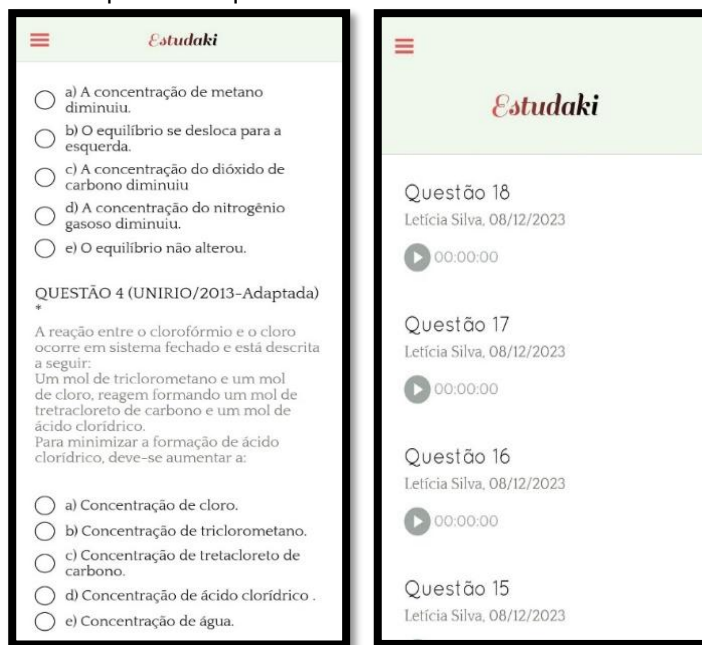 Estudaki
a) A concentração de metano
diminuiu.
b) O equilíbrio se desloca para a
esquerda.
c) A concentração do dióxido de
carbono diminuiu
d) A concentração do nitrogênio
gasoso diminuiu.
e) O equilíbrio não alterou.
QUESTÃO 4 (UNIRIO/2013-Adaptada)
*
A reação entre o clorofórmio e o cloro
ocorre em sistema fechado e está descrita
a seguir:
Um mol de triclorometano e um mol
de cloro, reagem formando um mol de
tretracloreto de carbono e um mol de
ácido clorídrico.
Para minimizar a formação de ácido
clorídrico, deve-se aumentar a:
a) Concentração de cloro.
b) Concentração de triclorometano.
c) Concentração de tretacloreto de
carbono.
d) Concentração de ácido clorídrico .
e) Concentração de água.
Estudaki
Questão 18
Letícia Silva, 08/12/2023
00:00:00
Questão 17
Letícia Silva, 08/12/2023
00:00:00
Questão 16
Letícia Silva, 08/12/2023
00:00:00
Questão 15
Letícia Silva, 08/12/2023